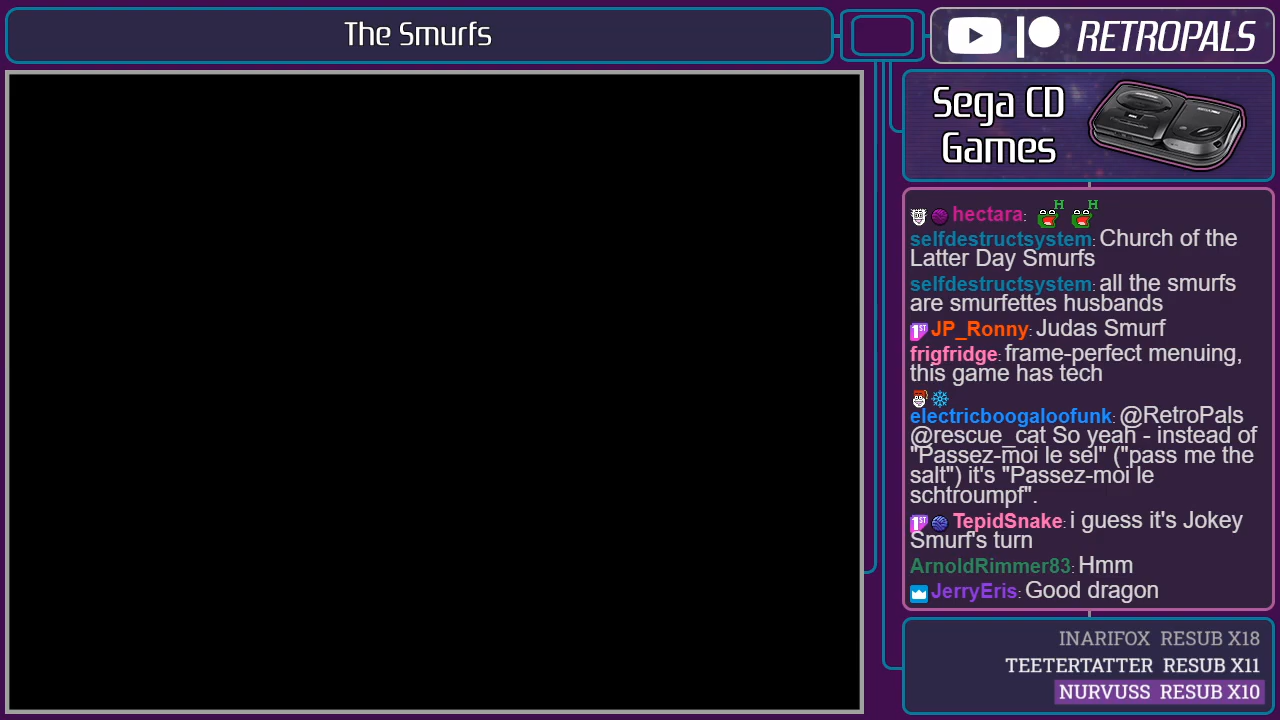 The Smurfs
RETROPALS
Sega CD
Games
hectara:
selfdestructsystem: Church of the
Latter Day Smurfs
selfdestructsystem: all the smurfs
are smurfettes husbands
1ST JP_Ronny: Judas Smurf
frigfridge: frame-perfect menuing,
this game has tech
electricboogaloofunk: @RetroPals
@rescue_cat So yeah - instead of
"Passez-moi le sel" ("pass me the
salt") it's "Passez-moi le
schtroumpf".
1ST TepidSnake: i guess it's Jokey
Smurf's turn
ArnoldRimmer83: Hmm
JerryEris: Good dragon
INARIFOX RESUB X18
TEETERTATTER RESUB X11
NURVUSS RESUB X10